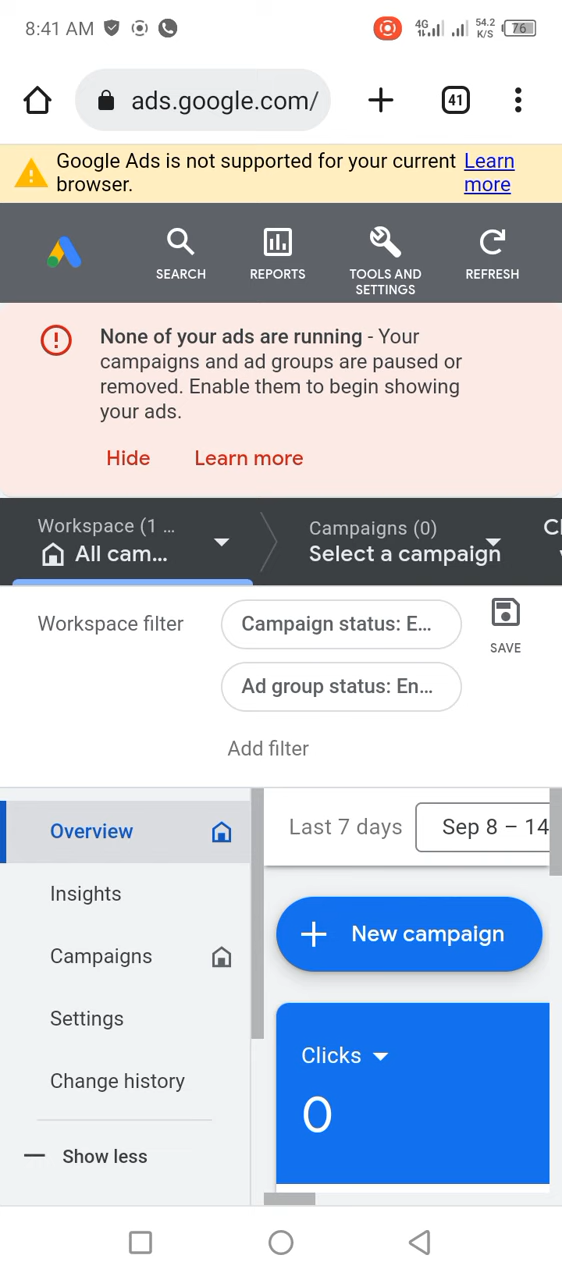 8:41 AM
4G
54.2
K/S
76
ads.google.com/
41
Google Ads is not supported for your current browser.
Learn more
SEARCH
REPORTS
TOOLS AND SETTINGS
REFRESH
None of your ads are running - Your
campaigns and ad groups are paused or
removed. Enable them to begin showing
your ads.
Hide
Learn more
Workspace (1 ...
All cam...
Campaigns (0)
Select a campaign
Workspace filter
Campaign status: E...
SAVE
Ad group status: En...
Add filter
Overview
Last 7 days
Sep 8 – 14
Insights
New campaign
Campaigns
Settings
Clicks
Change history
0
Show less